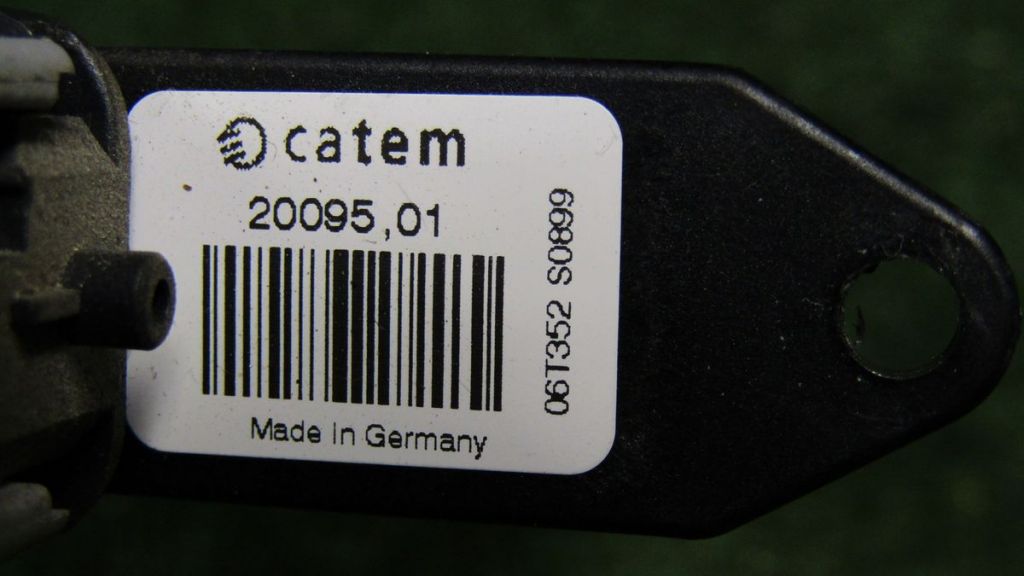 catem
20095,01
Made in Germany
06T352 S0899